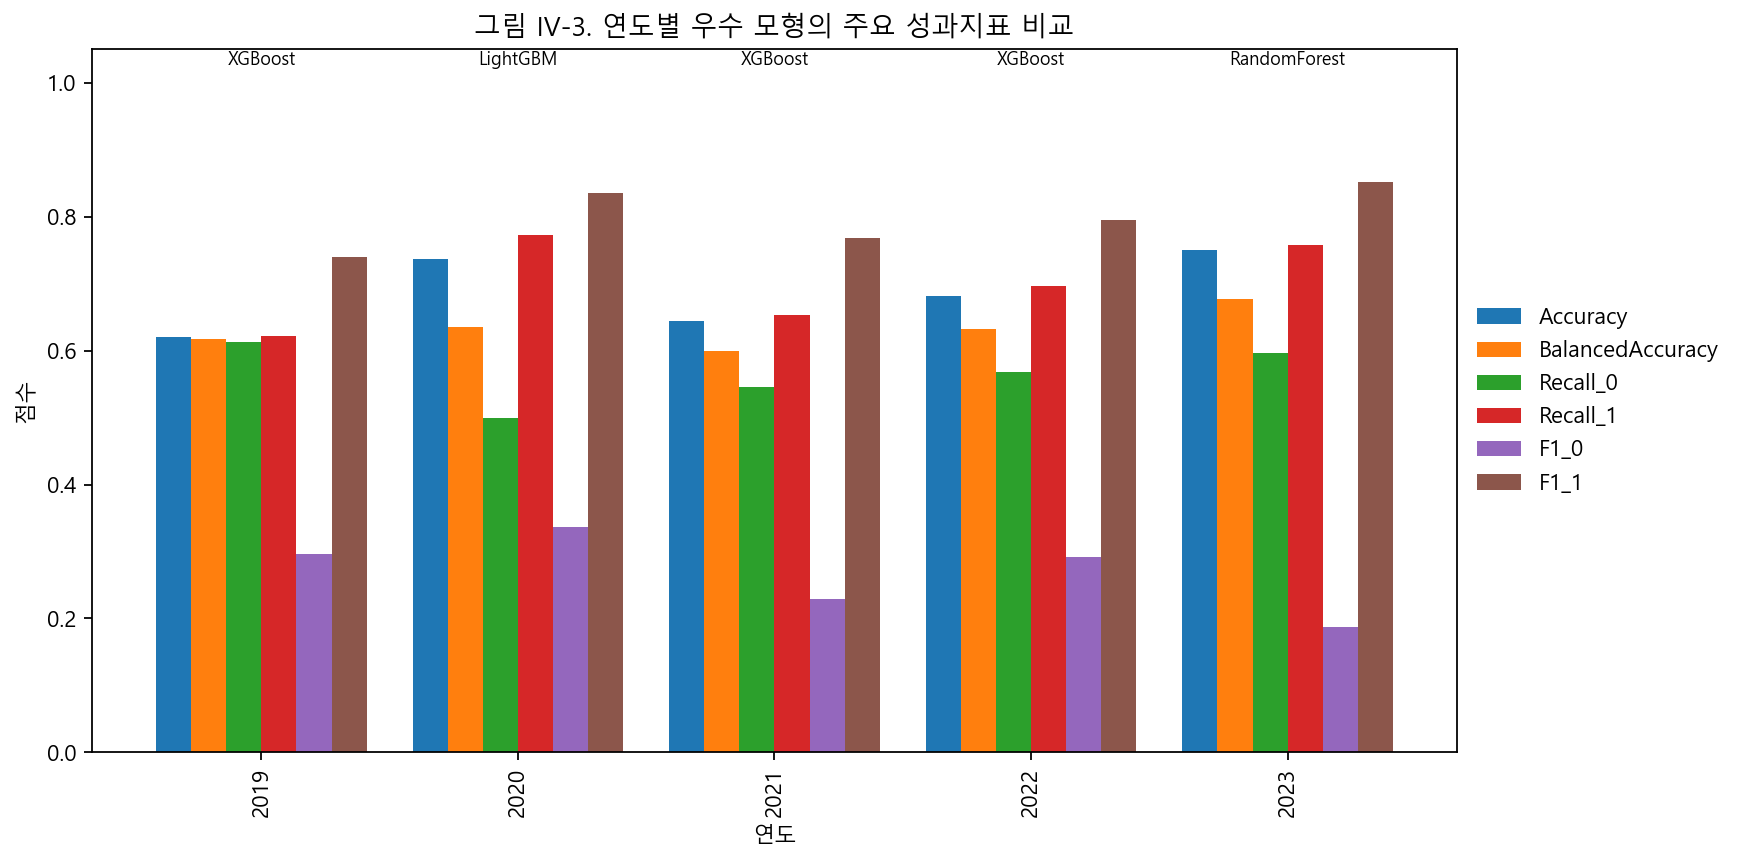 그림 IV-3. 연도별 우수 모형의 주요 성과지표 비교
XGBoost LightGBM XGBoost XGBoost RandomForest
1.0
0.8
0.6
0.4
0.2
0.0
점수
2019 2020 2021 2022 2023
연도
Accuracy
BalancedAccuracy
Recall_0
Recall_1
F1_0
F1_1